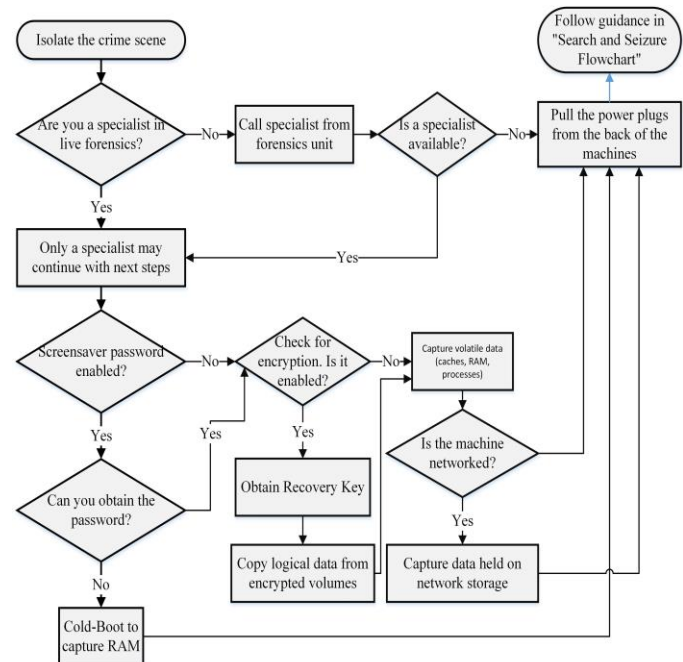 Isolate the crime scene
Follow guidance in
"Search and Seizure
Flowchart"
Are you a specialist in
live forensics?
No
Call specialist from
forensics unit
Is a specialist
available?
No
Pull the power plugs
from the back of the
machines
Yes
Yes
Only a specialist may
continue with next steps
Screensaver password
enabled?
No
Check for
encryption. Is it
enabled?
No
Capture volatile data
(caches, RAM,
processes)
Yes
Yes
Yes
Is the machine
networked?
Can you obtain the
password?
Obtain Recovery Key
Yes
Copy logical data from
encrypted volumes
Capture data held on
network storage
No
Cold-Boot to
capture RAM